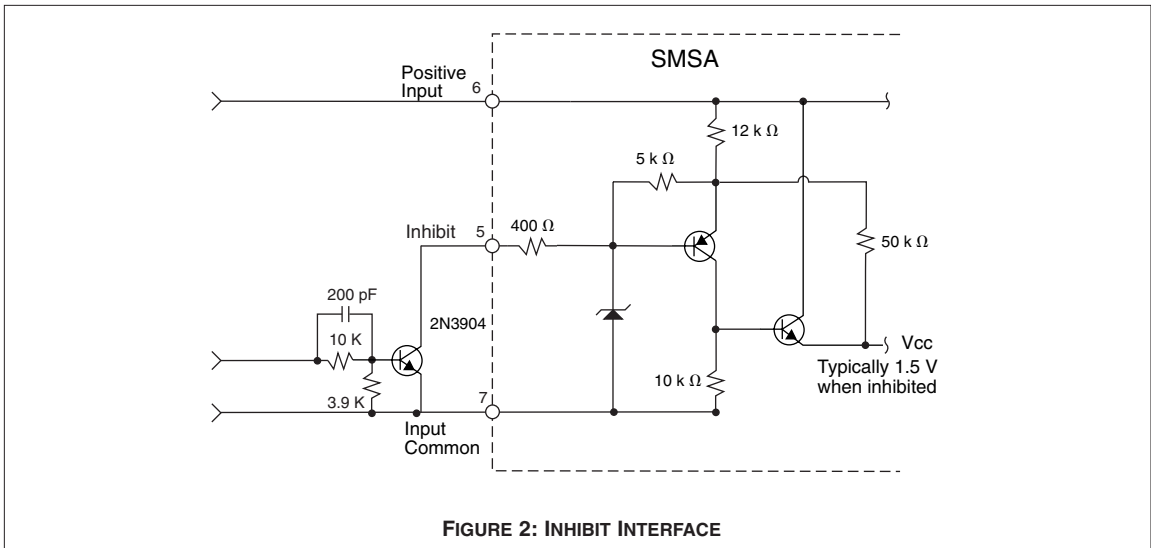 SMSA
Positive
Input
6
12 k Ω
5 k Ω
Inhibit
5
400 Ω
50 k Ω
200 pF
2N3904
10 K
Vcc
Typically 1.5 V
when inhibited
10 k Ω
3.9 K
7
Input
Common
FIGURE 2: INHIBIT INTERFACE